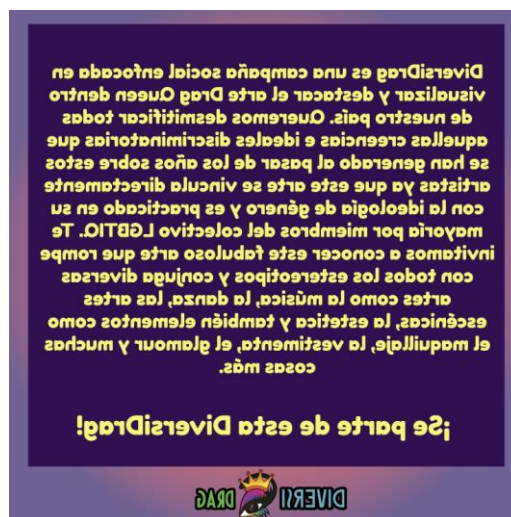 DiversiDrag es una campaña social enfocada en
visualizar y destacar el arte Drag Queen dentro
de nuestro país. Queremos desmitificar todas
aquellas creencias e ideales discriminatorias que
se han generado al pasar de los años sobre estos
artistas ya que este arte se vincula directamente
con la ideología de género y es practicado en su
mayoría por miembros del colectivo LGBTIQ. Te
invitamos a conocer este fabuloso arte que rompe
con todos los estereotipos y conjuga diversas
artes como la música, la danza, las artes
escénicas, la estetica y también elementos como
el maquillaje, la vestimenta, el glamour y muchas
cosas más.
¡Se parte de esta DiversiDrag!
DIVERSI DRAG